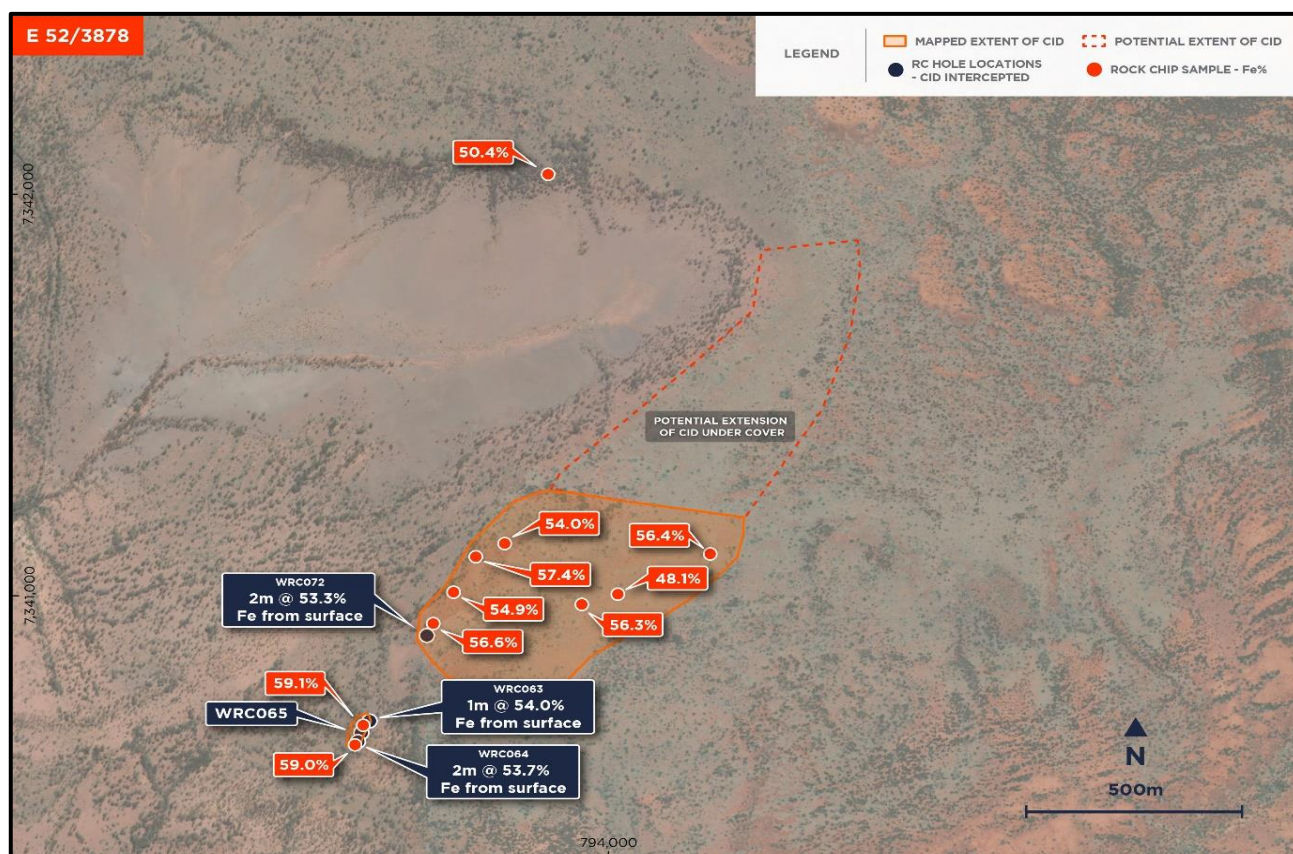 E 52/3878
LEGEND
MAPPED EXTENT OF CID
POTENTIAL EXTENT OF CID
RC HOLE LOCATIONS
- CID INTERCEPTED
ROCK CHIP SAMPLE - Fe%
50.4%
7,342,000
POTENTIAL EXTENSION
OF CID UNDER COVER
54.0%
56.4%
57.4%
48.1%
7,341,000
WRC072
2m @ 53.3%
Fe from surface
54.9%
56.3%
56.6%
59.1%
WRC063
1m @ 54.0%
Fe from surface
WRC065
WRC064
2m @ 53.7%
Fe from surface
59.0%
N
500m
794,000